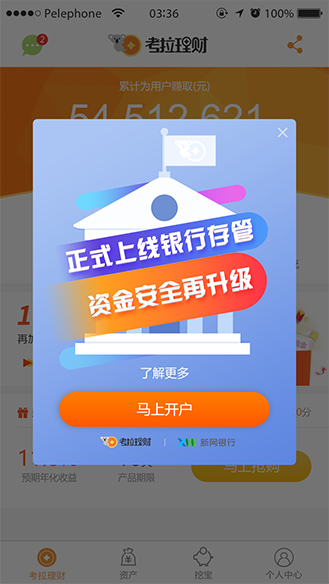 Pelephone 03:36 100%
2
考拉理财
累计为用户赚取(元)
54,512,621
正式上线银行存管
资金安全再升级
了解更多
马上开户
考拉理财 新网银行
预期年化收益 产品期限
马上抢购
考拉理财 资产 挖宝 个人中心